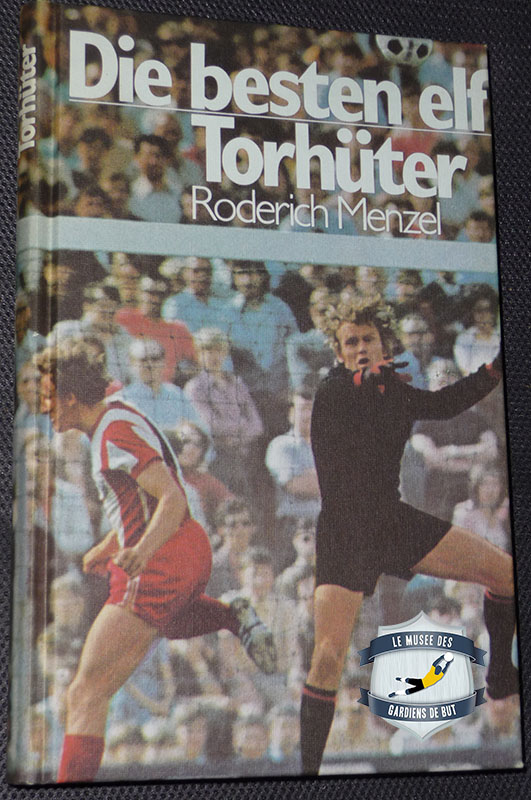 Torhüter
Die besten elf
Torhüter
Roderich Menzel
LE MUSEE DES
GARDIENS DE BUT